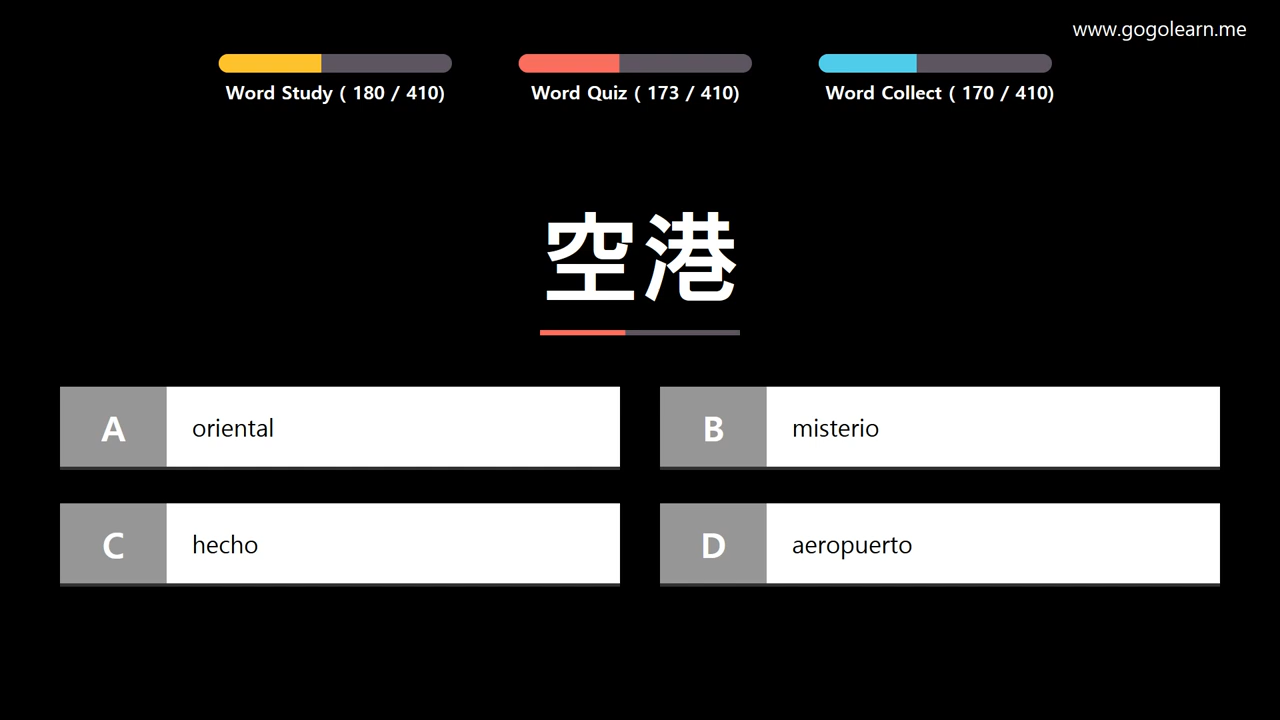 www.gogolearn.me
Word Study ( 180 / 410)
Word Quiz ( 173 / 410)
Word Collect ( 170 / 410)
空港
A oriental
B misterio
C hecho
D aeropuerto